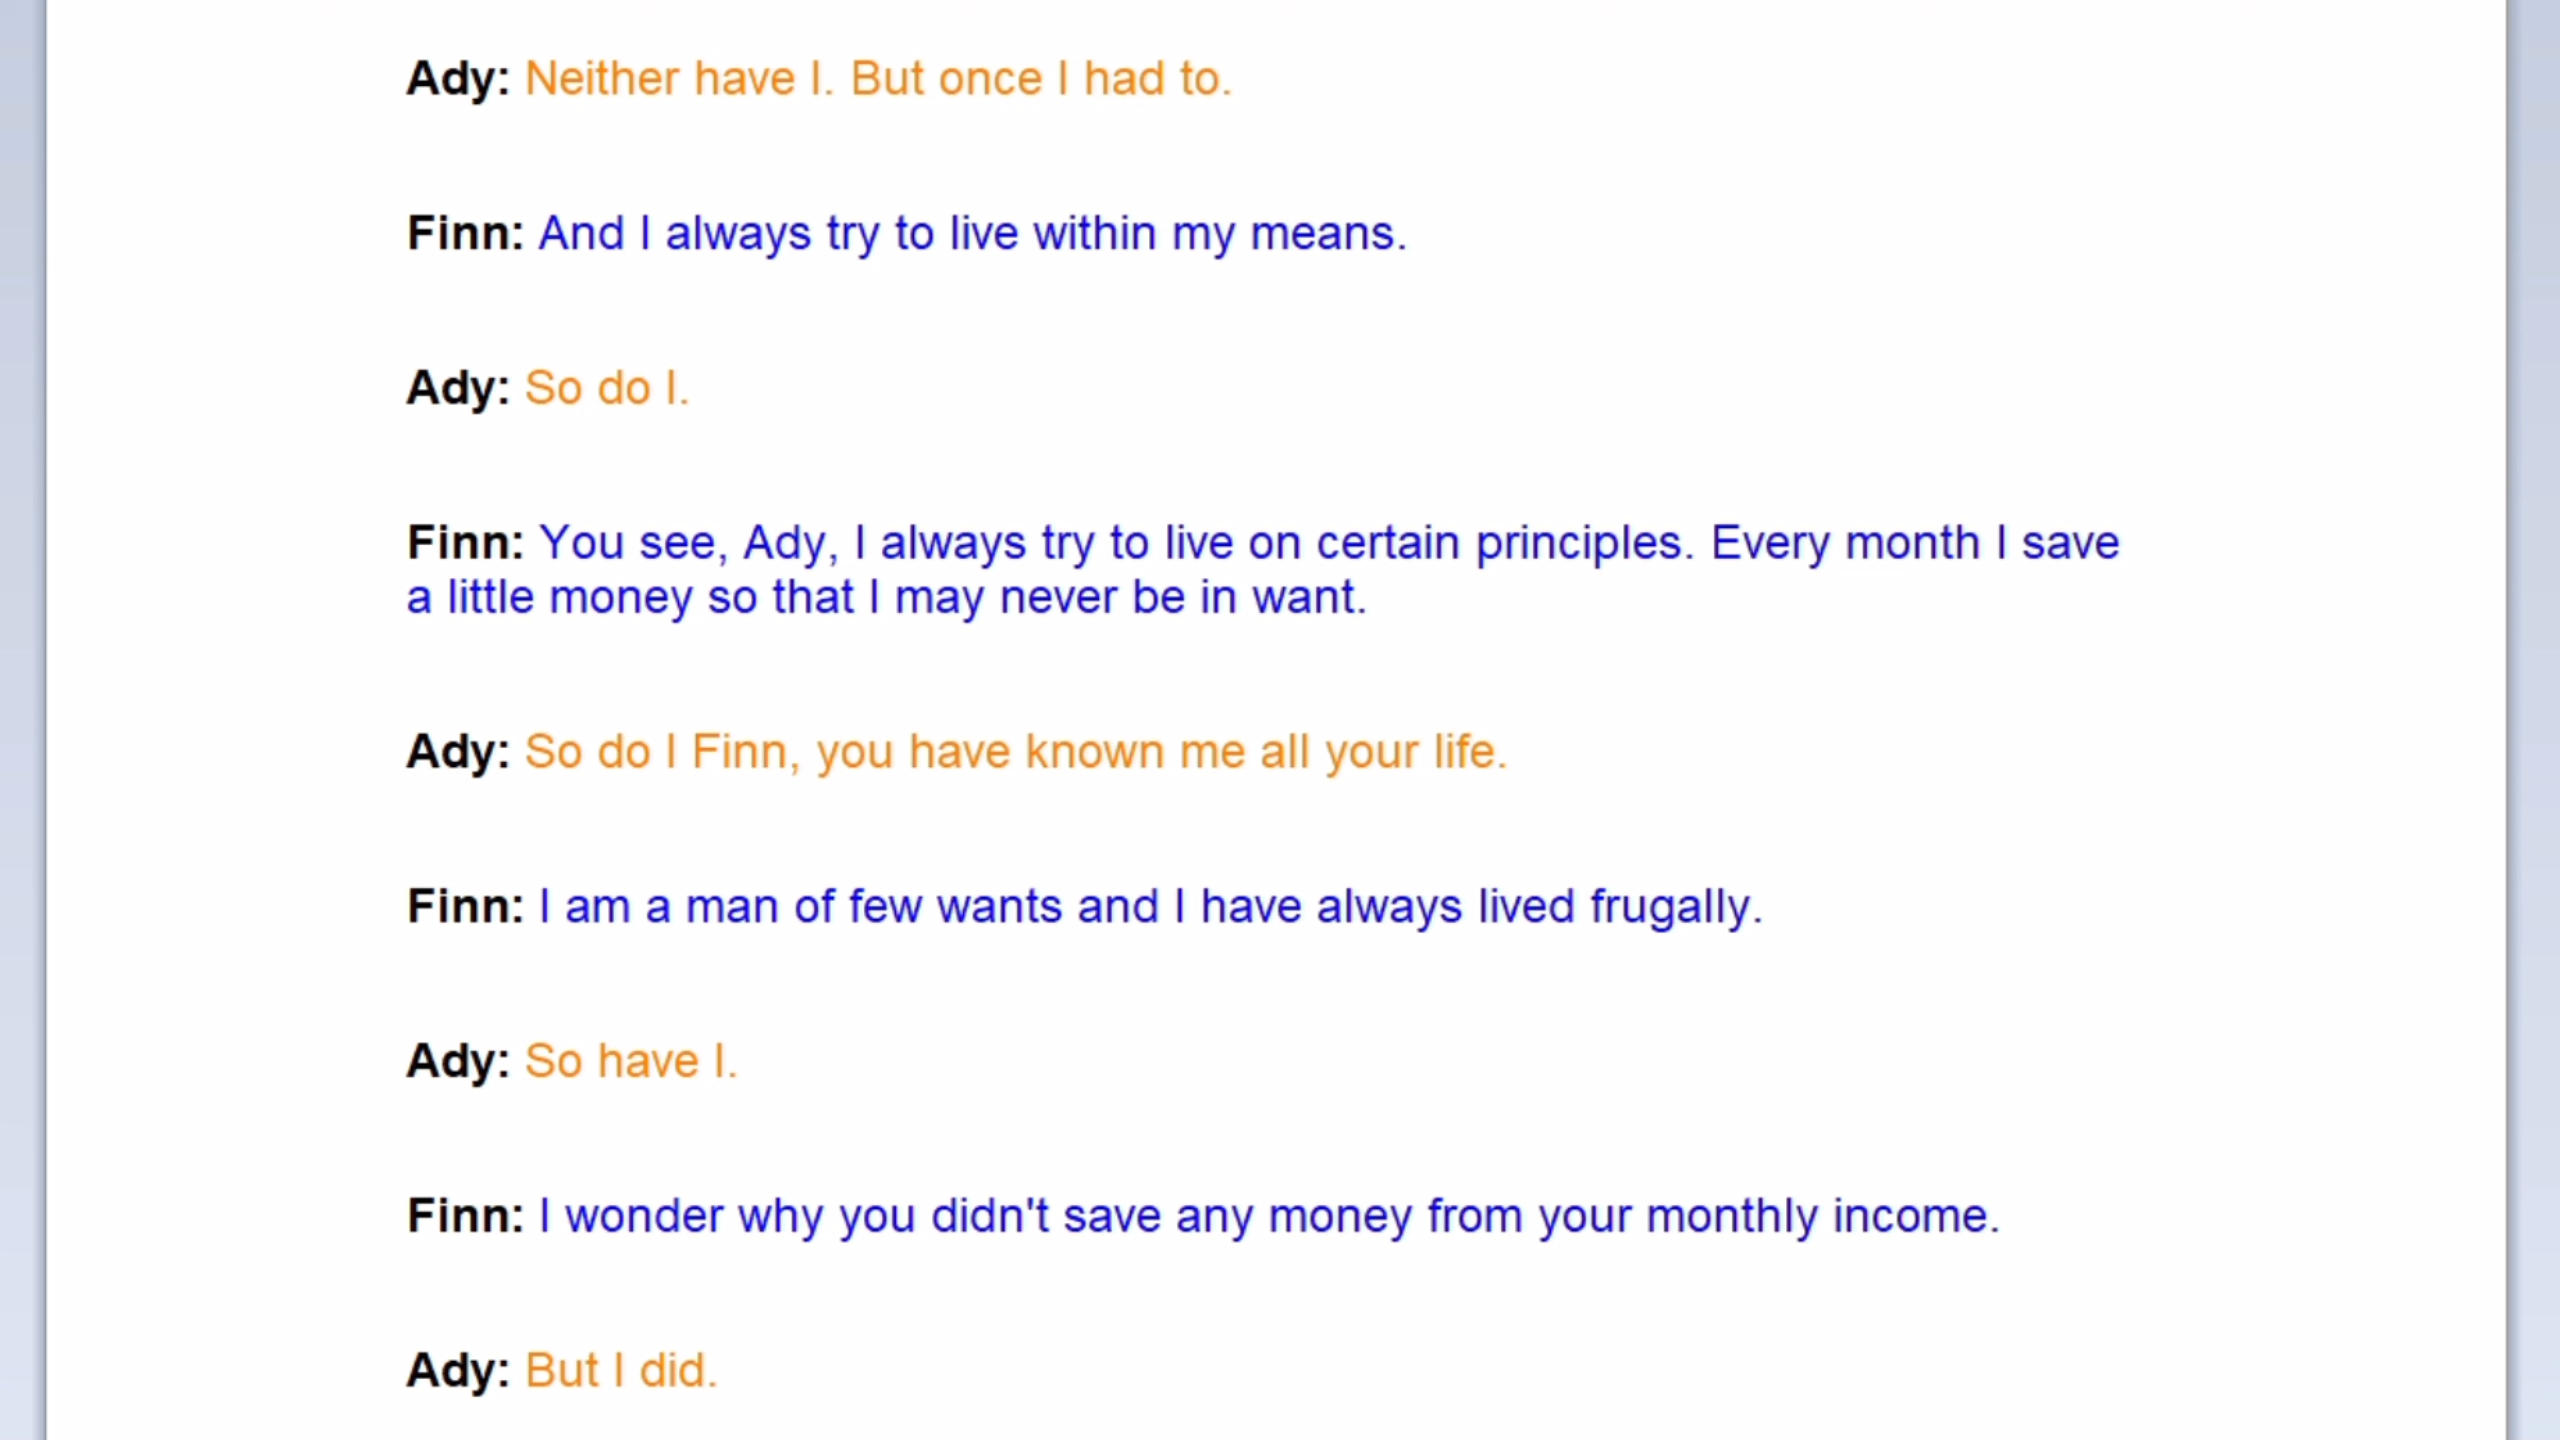 Ady: Neither have I. But once I had to.
Finn: And I always try to live within my means.
Ady: So do I.
Finn: You see, Ady, I always try to live on certain principles. Every month I save
a little money so that I may never be in want.
Ady: So do I Finn, you have known me all your life.
Finn: I am a man of few wants and I have always lived frugally.
Ady: So have I.
Finn: I wonder why you didn't save any money from your monthly income.
Ady: But I did.